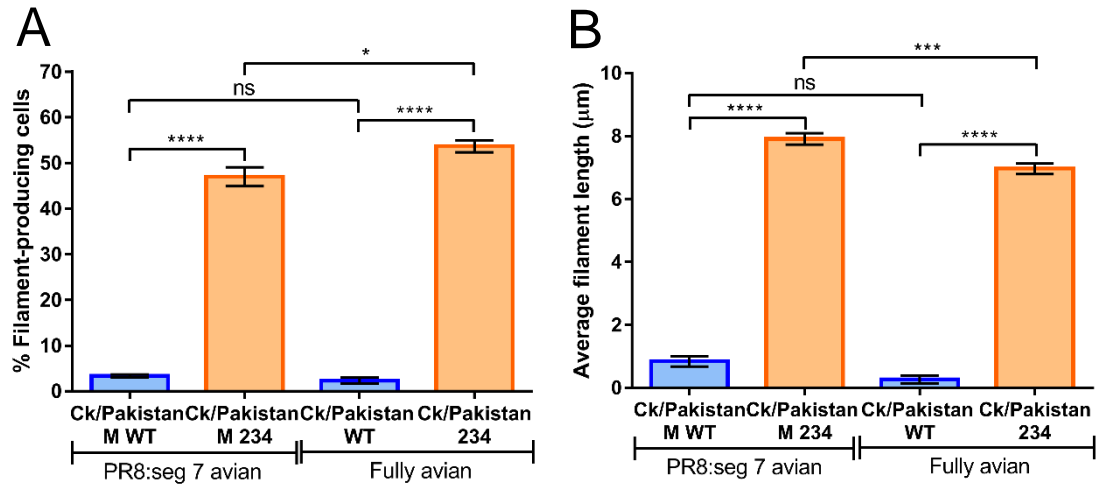 A
% Filament-producing cells
70
60
50
40
30
20
10
0
*
ns
****
****
Ck/Pakistan Ck/Pakistan Ck/Pakistan Ck/Pakistan
M WT M 234 WT 234
PR8:seg 7 avian Fully avian
B
Average filament length (μm)
10
8
6
4
2
0
***
ns
****
****
Ck/Pakistan Ck/Pakistan Ck/Pakistan Ck/Pakistan
M WT M 234 WT 234
PR8:seg 7 avian Fully avian